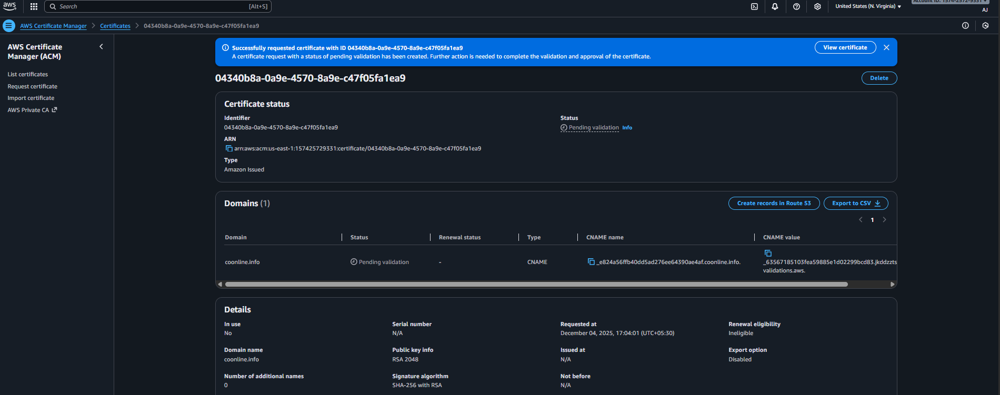 aws
Search [Alt+S]
United States (N. Virginia)
Account ID: 1574-2572-9331
AJ
AWS Certificate Manager > Certificates > 04340b8a-0a9e-4570-8a9e-c47f05fa1ea9
AWS Certificate
Manager (ACM)
List certificates
Request certificate
Import certificate
AWS Private CA
Successfully requested certificate with ID 04340b8a-0a9e-4570-8a9e-c47f05fa1ea9
A certificate request with a status of pending validation has been created. Further action is needed to complete the validation and approval of the certificate.
View certificate
04340b8a-0a9e-4570-8a9e-c47f05fa1ea9
Delete
Certificate status
Identifier
04340b8a-0a9e-4570-8a9e-c47f05fa1ea9
Status
Pending validation Info
ARN
arn:aws:acm:us-east-1:157425729331:certificate/04340b8a-0a9e-4570-8a9e-c47f05fa1ea9
Type
Amazon Issued
Domains (1)
Create records in Route 53
Export to CSV
1
Domain Status Renewal status Type CNAME name CNAME value
coonline.info Pending validation - CNAME _e824a56ffb40dd5ad276ee64390ae4af.coonline.info.
_63567185103fea59885e1d02299bcd83.jkddzzts
validations.aws.
Details
In use
No
Serial number
N/A
Requested at
December 04, 2025, 17:04:01 (UTC+05:30)
Renewal eligibility
Ineligible
Domain name
coonline.info
Public key info
RSA 2048
Issued at
N/A
Export option
Disabled
Number of additional names
0
Signature algorithm
SHA-256 with RSA
Not before
N/A